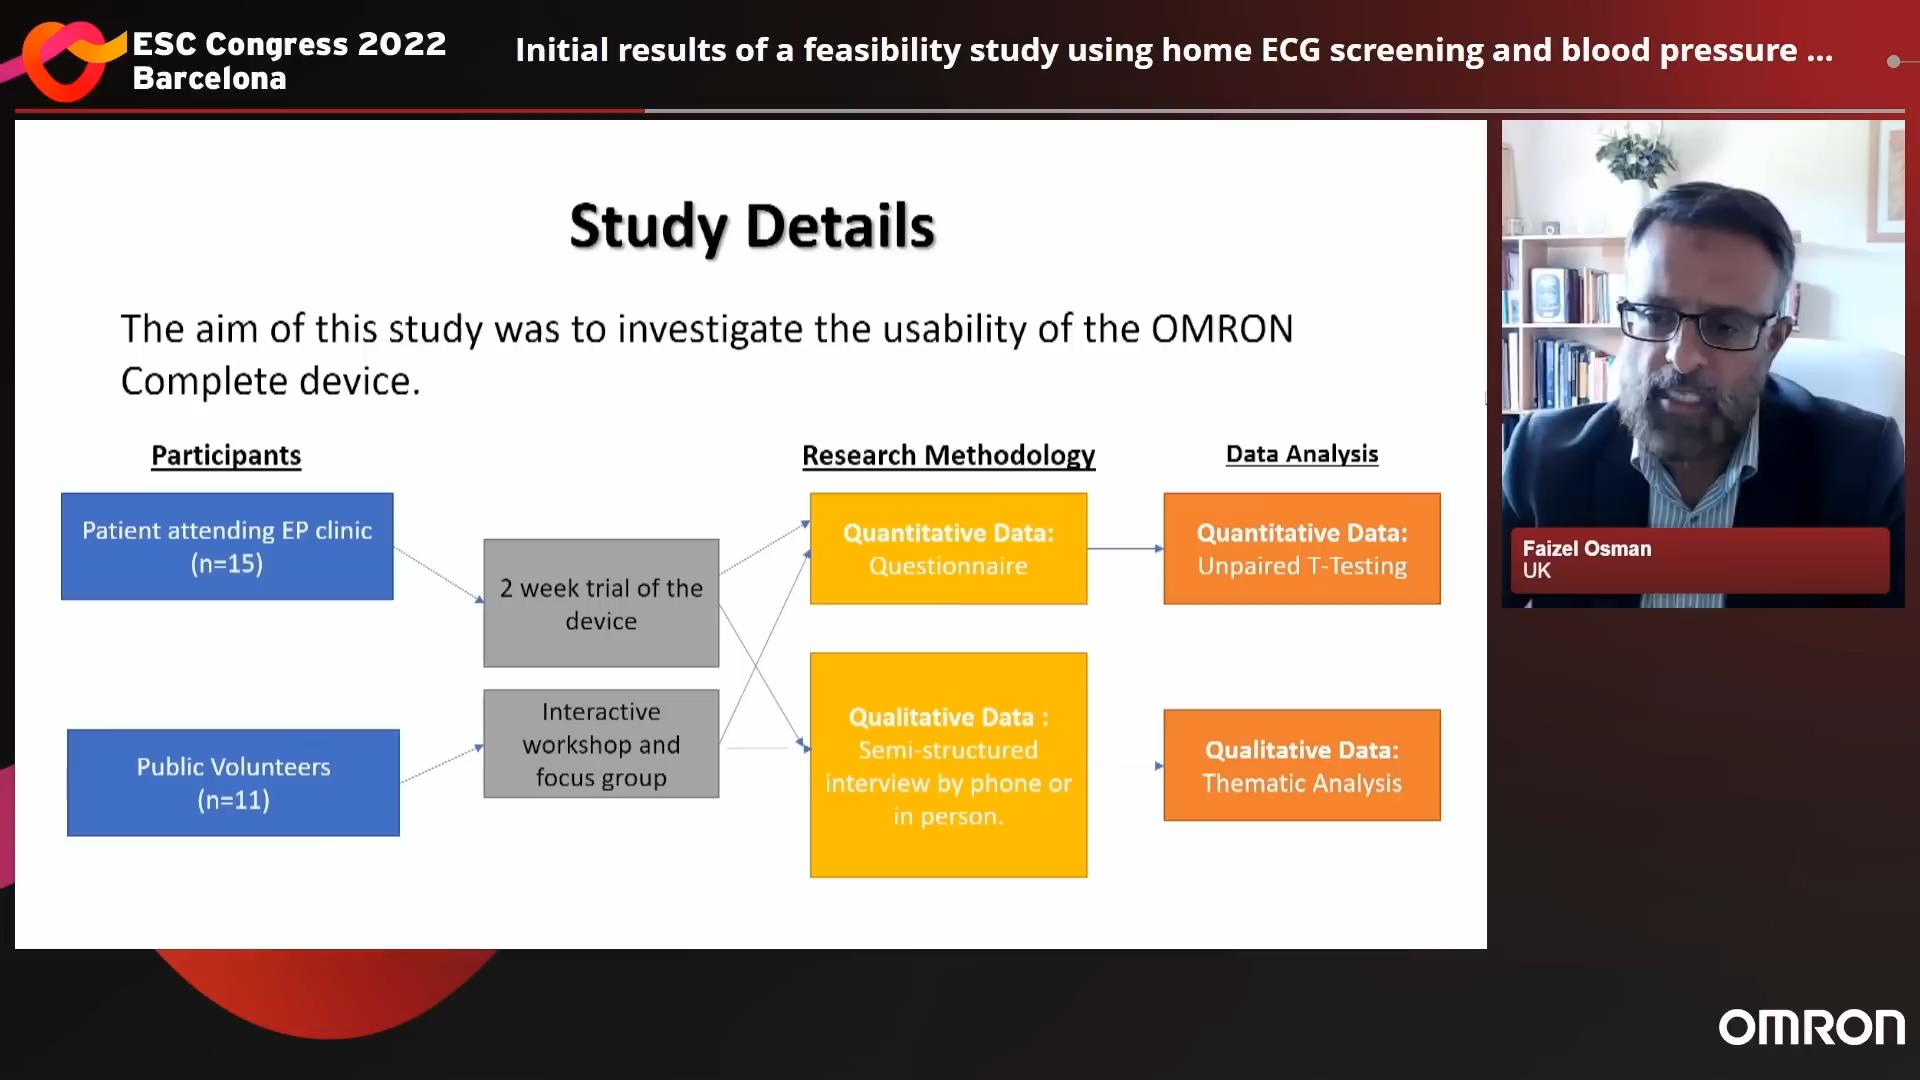 ESC Congress 2022
Barcelona
Initial results of a feasibility study using home ECG screening and blood pressure ...
Study Details
The aim of this study was to investigate the usability of the OMRON
Complete device.
Participants
Research Methodology
Data Analysis
Patient attending EP clinic
(n=15)
2 week trial of the
device
Quantitative Data:
Questionnaire
Quantitative Data:
Unpaired T-Testing
Public Volunteers
(n=11)
Interactive
workshop and
focus group
Qualitative Data :
Semi-structured
interview by phone or
in person.
Qualitative Data:
Thematic Analysis
Faizel Osman
UK
OMRON